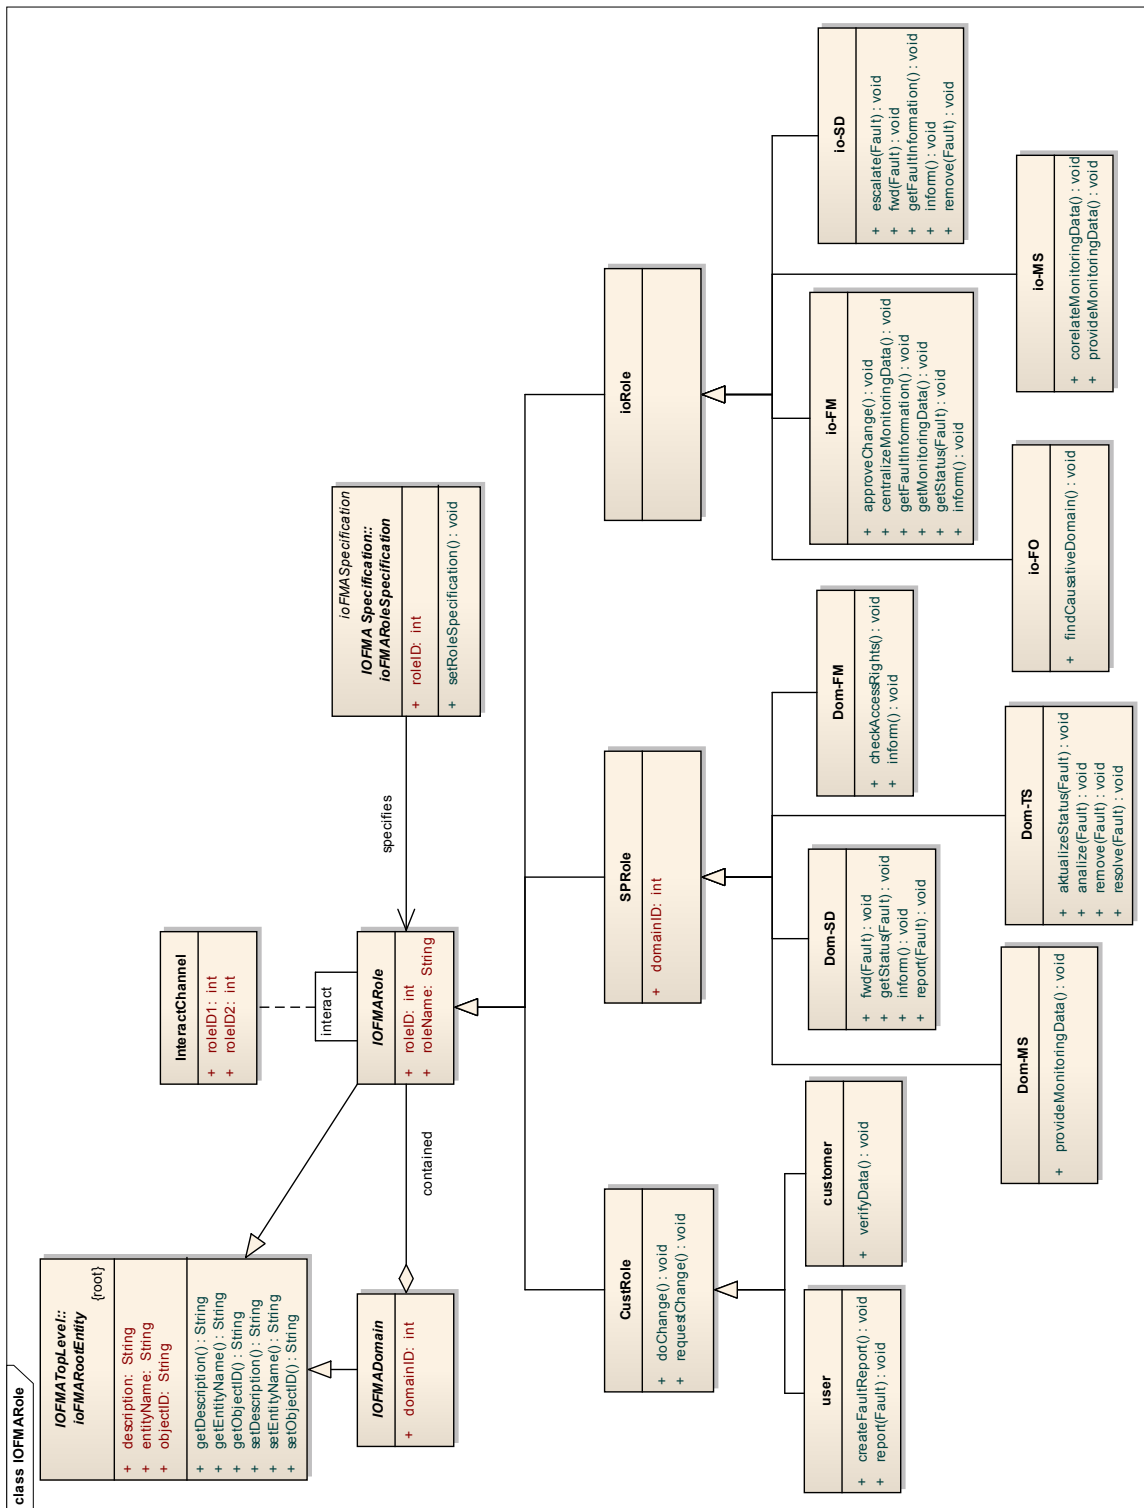 class IOFMARole
IOFMATopLevel::
ioFMARootEntity
{root}
+ description: String
+ entityName: String
+ objectID: String
+ getDescription() : String
+ getEntityName() : String
+ getObjectID() : String
+ setDescription() : String
+ setEntityName() : String
+ setObjectID() : String
IOFMADomain
+ domainID: int
contained
InteractChannel
+ roleID1: int
+ roleID2: int
interact
IOFMARole
+ roleID: int
+ roleName: String
specifies
ioFMASpecification
IOFMA Specification::
ioFMARoleSpecification
+ roleID: int
+ setRoleSpecification() : void
CustRole
+ doChange() : void
+ requestChange() : void
SPRole
+ domainID: int
ioRole
user
+ createFaultReport() : void
+ report(Fault) : void
customer
+ verifyData() : void
Dom-MS
+ provideMonitoringData() : void
Dom-SD
+ fwd(Fault) : void
+ getStatus(Fault) : void
+ inform() : void
+ report(Fault) : void
Dom-TS
+ aktualizeStatus(Fault) : void
+ analize(Fault) : void
+ remove(Fault) : void
+ resolve(Fault) : void
Dom-FM
+ checkAccessRights() : void
+ inform() : void
io-FO
+ findCausativeDomain() : void
io-FM
+ approveChange() : void
+ centralizeMonitoringData() : void
+ getFaultInformation() : void
+ getMonitoringData() : void
+ getStatus(Fault) : void
+ inform() : void
io-MS
+ corelateMonitoringData() : void
+ provideMonitoringData() : void
io-SD
+ escalate(Fault) : void
+ fwd(Fault) : void
+ getFaultInformation() : void
+ inform() : void
+ remove(Fault) : void